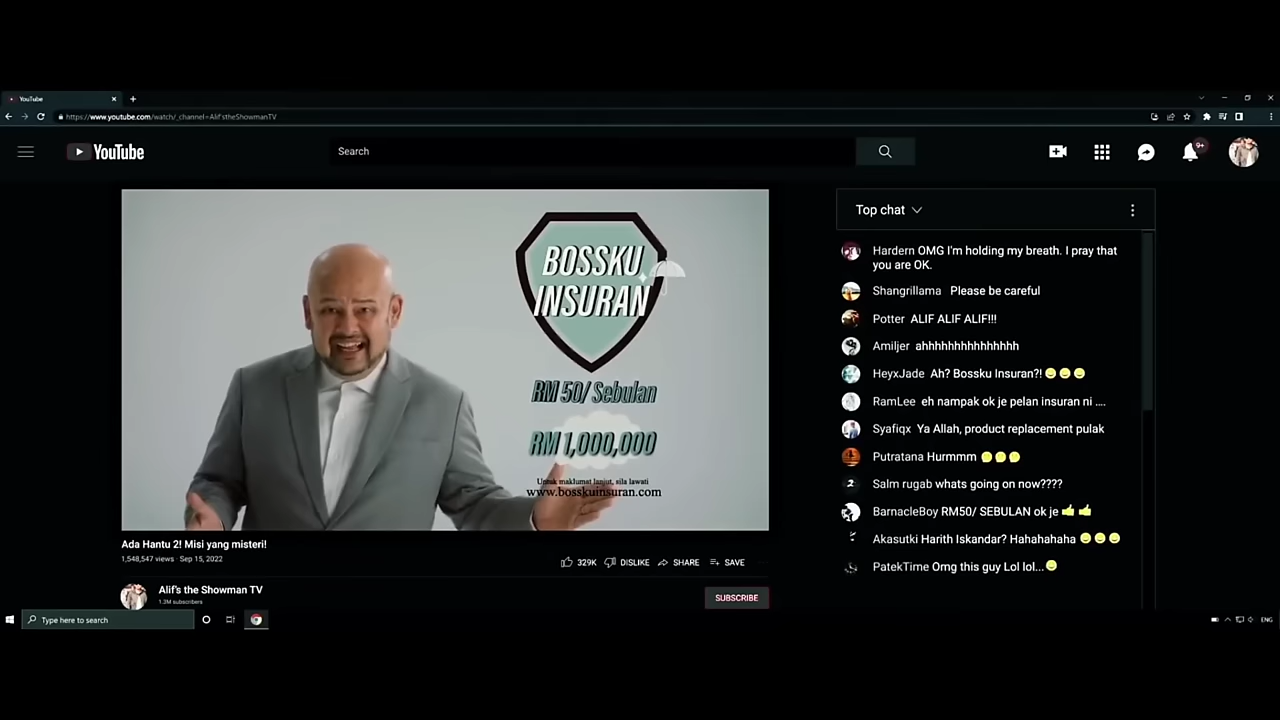 YouTube
https://www.youtube.com/watch/_channel=Alif'stheShowmanTV
YouTube
Search
9+
BOSSKU
INSURAN
RM 50/ Sebulan
RM 1,000,000
Untuk maklumat lanjut, sila lawati
www.bosskuinsuran.com
Ada Hantu 2! Misi yang misteri!
1,548,547 views · Sep 15, 2022
329K DISLIKE SHARE SAVE
Alif's the Showman TV
1.3M subscribers
SUBSCRIBE
Top chat
Hardern OMG I'm holding my breath. I pray that
you are OK.
Shangrillama Please be careful
Potter ALIF ALIF ALIF!!!
Amiljer ahhhhhhhhhhhhhhh
HeyxJade Ah? Bossku Insuran?!
RamLee eh nampak ok je pelan insuran ni ....
Syafiqx Ya Allah, product replacement pulak
Putratana Hurmmm
Salm rugab whats going on now????
BarnacleBoy RM50/ SEBULAN ok je
Akasutki Harith Iskandar? Hahahahaha
PatekTime Omg this guy Lol lol...
Type here to search
ENG